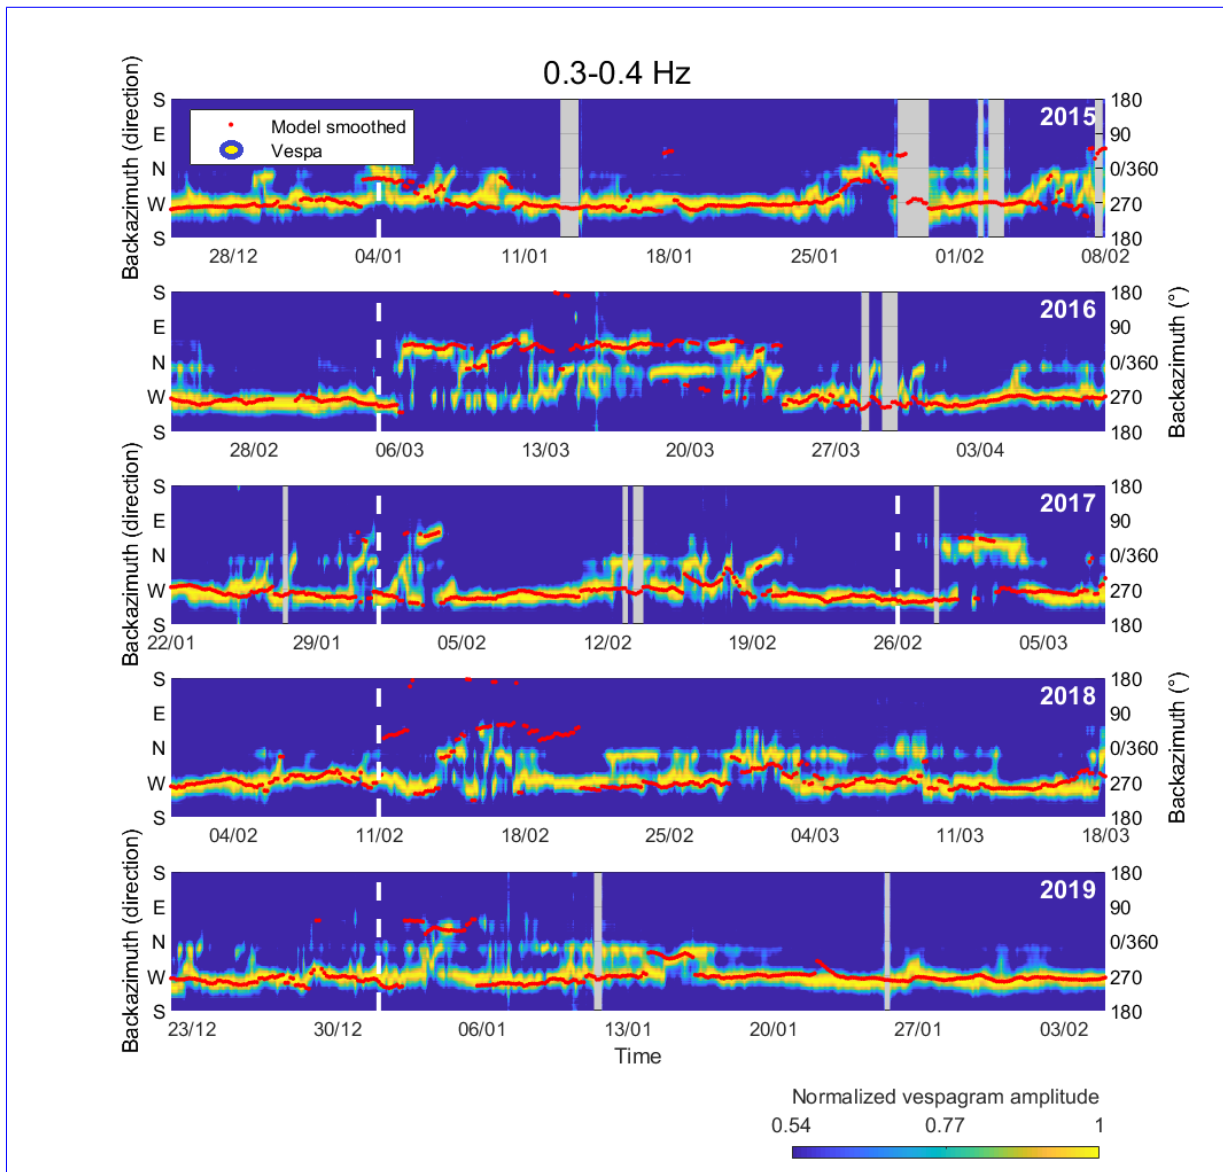 0.3-0.4 Hz
Backazimuth (direction)
S
E
N
W
S
Model smoothed
Vespa
2015
180
90
0/360
270
180
28/12 04/01 11/01 18/01 25/01 01/02 08/02
S
E
N
W
S
2016
180
90
0/360
270
180
Backazimuth (°)
28/02 06/03 13/03 20/03 27/03 03/04
Backazimuth (direction)
S
E
N
W
S
2017
180
90
0/360
270
180
22/01 29/01 05/02 12/02 19/02 26/02 05/03
S
E
N
W
S
2018
180
90
0/360
270
180
Backazimuth (°)
04/02 11/02 18/02 25/02 04/03 11/03 18/03
Backazimuth (direction)
S
E
N
W
S
2019
180
90
0/360
270
180
23/12 30/12 06/01 13/01 20/01 27/01 03/02
Time
Normalized vespagram amplitude
0.54 0.77 1